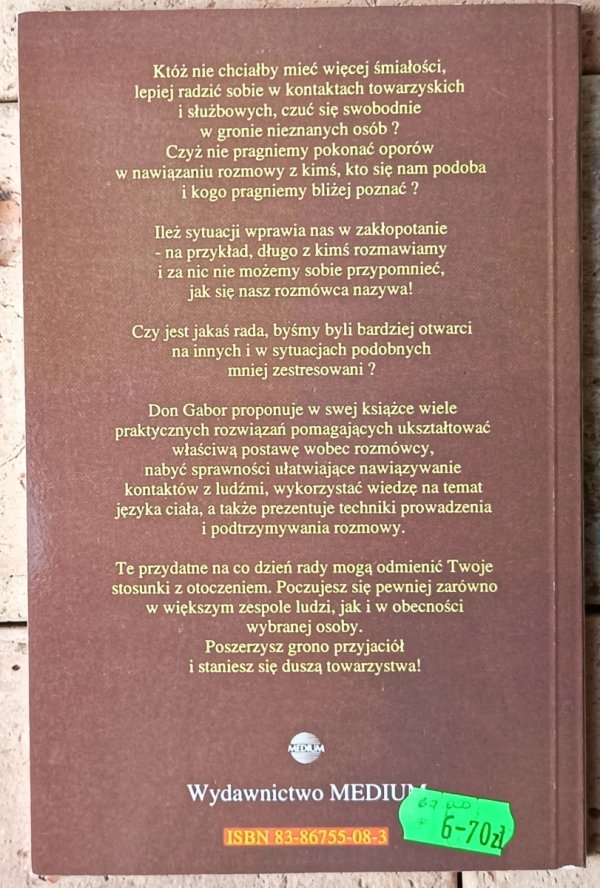 Któż nie chciałby mieć więcej śmiałości,
lepiej radzić sobie w kontaktach towarzyskich
i służbowych, czuć się swobodnie
w gronie nieznanych osób ?
Czyż nie pragniemy pokonać oporów
w nawiązaniu rozmowy z kimś, kto się nam podoba
i kogo pragniemy bliżej poznać ?
Ileż sytuacji wprawia nas w zakłopotanie
- na przykład, długo z kimś rozmawiamy
i za nic nie możemy sobie przypomnieć,
jak się nasz rozmówca nazywa!
Czy jest jakaś rada, byśmy byli bardziej otwarci
na innych i w sytuacjach podobnych
mniej zestresowani ?
Don Gabor proponuje w swej książce wiele
praktycznych rozwiązań pomagających ukształtować
właściwą postawę wobec rozmówcy,
nabyć sprawności ułatwiające nawiązywanie
kontaktów z ludźmi, wykorzystać wiedzę na temat
języka ciała, a także prezentuje techniki prowadzenia
i podtrzymywania rozmowy.
Te przydatne na co dzień rady mogą odmienić Twoje
stosunki z otoczeniem. Poczujesz się pewniej zarówno
w większym zespole ludzi, jak i w obecności
wybranej osoby.
Poszerzysz grono przyjaciół
i staniesz się duszą towarzystwa!
MEDIUM
Wydawnictwo MEDIUM
6-70zł
ISBN 83-86755-08-3